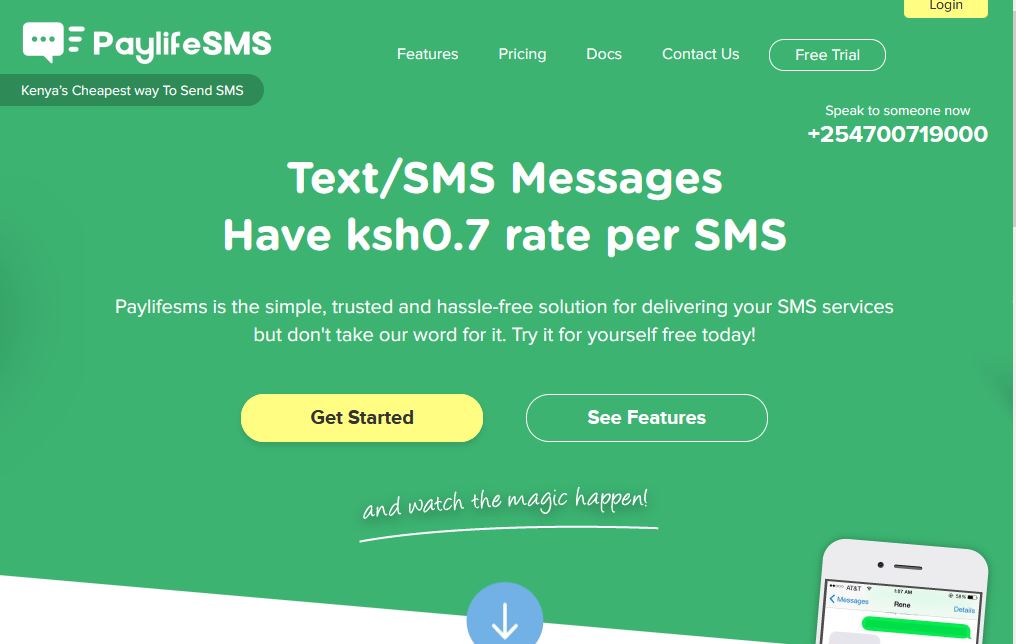 Login
PaylifeSMS
Features
Pricing
Docs
Contact Us
Free Trial
Kenya's Cheapest way To Send SMS
Speak to someone now
+254700719000
Text/SMS Messages
Have ksh0.7 rate per SMS
Paylifesms is the simple, trusted and hassle-free solution for delivering your SMS services
but don't take our word for it. Try it for yourself free today!
Get Started
See Features
and watch the magic happen!
AT&T
1:07 AM
58%
Messages
Rone
Details